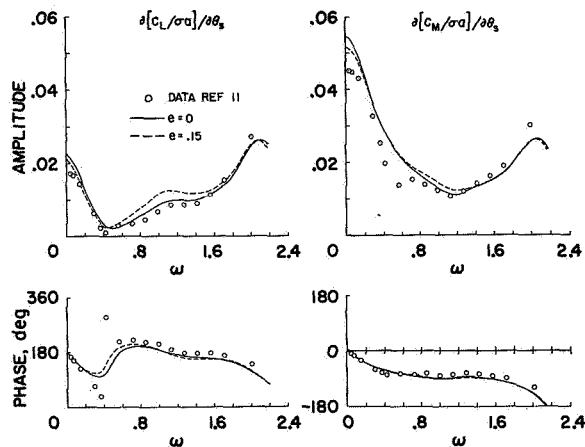 ∂[C_L/σa]/∂θ_s
∂[C_M/σa]/∂θ_s
AMPLITUDE
.06
.04
.02
0
○ DATA REF 11
— e=0
--- e=.15
0 .8 1.6 2.4
ω
.06
.04
.02
0
0 .8 1.6 2.4
ω
PHASE, deg
360
180
0
0 .8 1.6 2.4
ω
180
0
-180
0 .8 1.6 2.4
ω